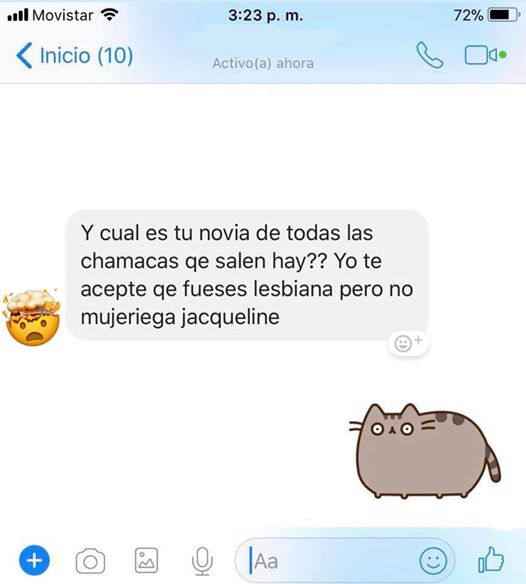 Movistar 3:23 p. m. 72%
Inicio (10)
Activo(a) ahora
Y cual es tu novia de todas las
chamacas qe salen hay?? Yo te
acepte qe fueses lesbiana pero no
mujeriega jacqueline
Aa